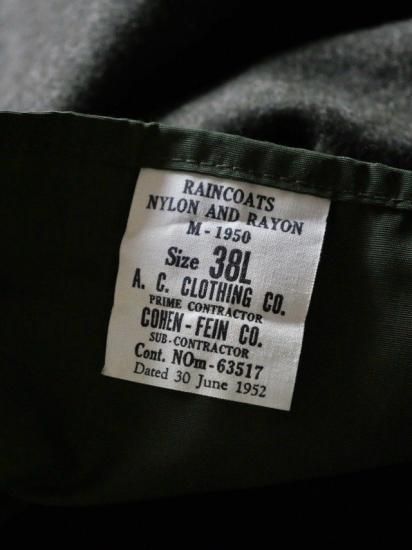 RAINCOATS
NYLON AND RAYON
M-1950
Size 38L
A. C. CLOTHING CO.
PRIME CONTRACTOR
COHEN-FEIN CO.
SUB-CONTRACTOR
Cont. NOm-63517
Dated 30 June 1952